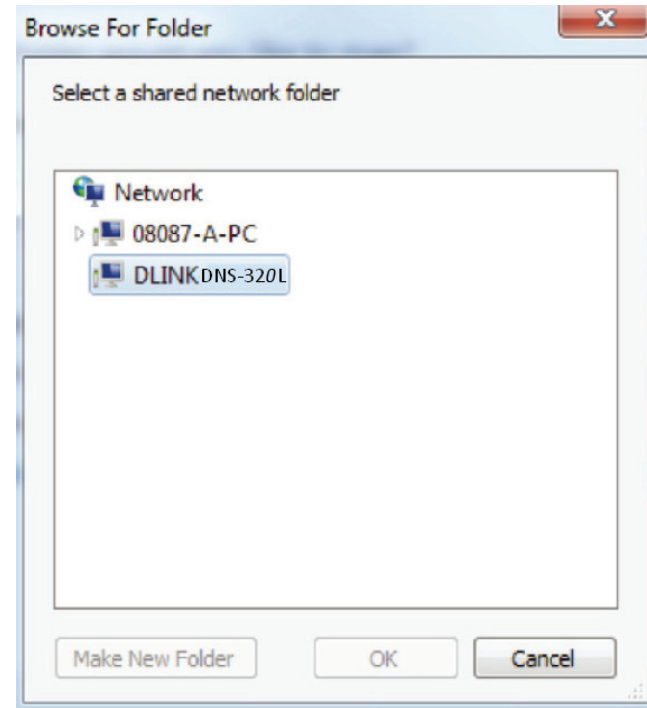 Browse For Folder
Select a shared network folder
Network
08087-A-PC
DLINKDNS-320L
Make New Folder OK Cancel